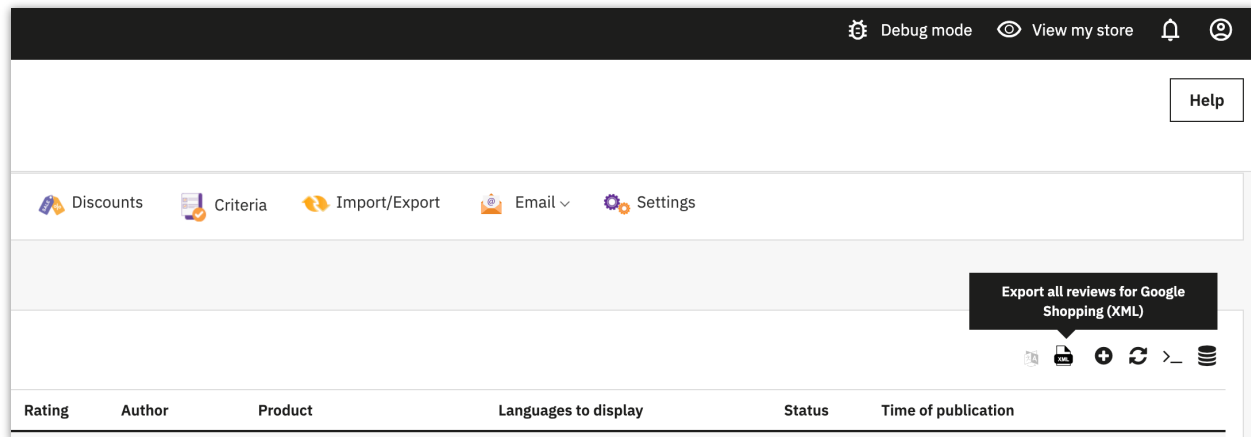 Debug mode View my store
Help
Discounts Criteria Import/Export Email Settings
Export all reviews for Google
Shopping (XML)
XML
Rating Author Product Languages to display Status Time of publication